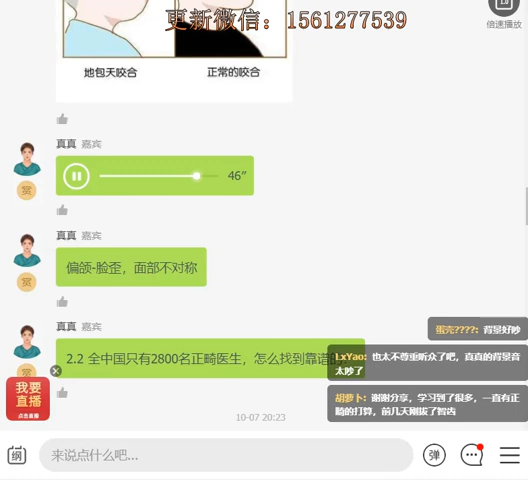 更新微信：1561277539
倍速播放
地包天咬合
正常的咬合
真真 嘉宾
46"
赏
真真 嘉宾
偏颌-脸歪，面部不对称
赏
蛋壳????：背景好吵
真真 嘉宾
2.2 全中国只有2800名正畸医生，怎么找到靠谱的
LxYao：也太不尊重听众了吧，真真的背景音
太吵了
我要
直播
点击直播
胡萝卜：谢谢分享，学习到了很多，一直有正
畸的打算，前几天刚拔了智齿
10-07 20:23
纲
来说点什么吧...
弹